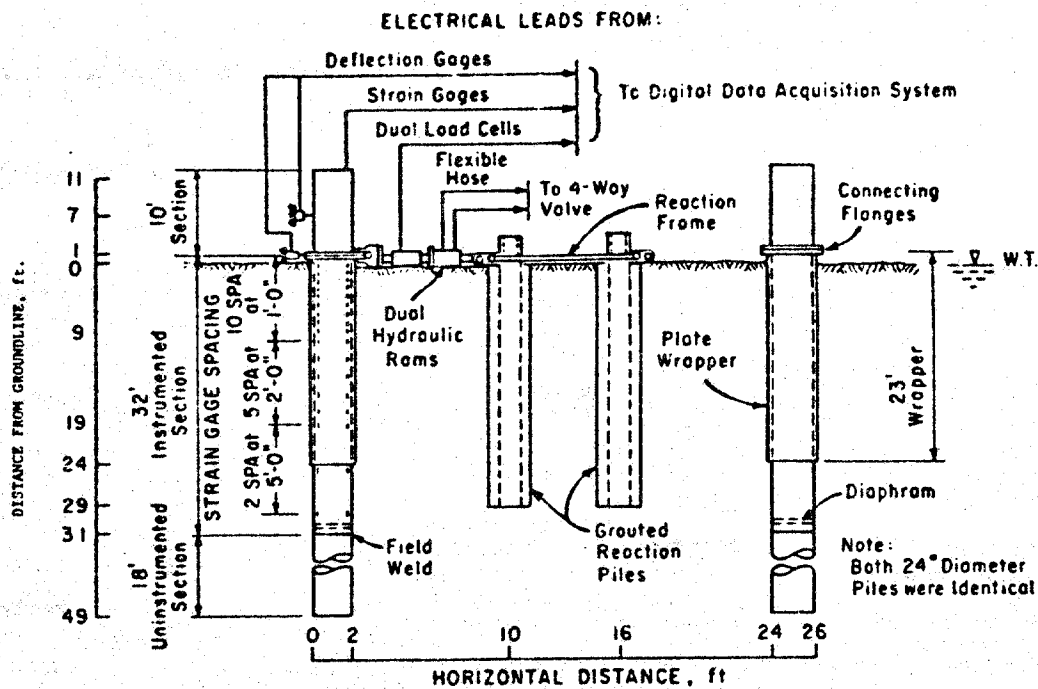 ELECTRICAL LEADS FROM:
Deflection Gages
Strain Gages
Tc Digital Data Acquisition System
Dual Load Cells
Flexible
Hose
To 4-Way
Valve
Reaction
Frame
Connecting
Flanges
W.T.
DISTANCE FROM GROUNDLINE, ft.
11
7
1
0
9
19
24
29
31
49
10'
Section
32'
Instrumented
Section
18'
Uninstrumented
Section
STRAIN GAGE SPACING
10 SPA at
1'-0"
5 SPA at
2'-0"
2 SPA at
5'-0"
Dual
Hydraulic
Rams
Plate
Wrapper
23'
Wrapper
Diaphram
Field
Weld
Grouted
Reaction
Piles
Note:
Both 24" Diameter
Piles were Identical
0 2 10 16 24 26
HORIZONTAL DISTANCE, ft